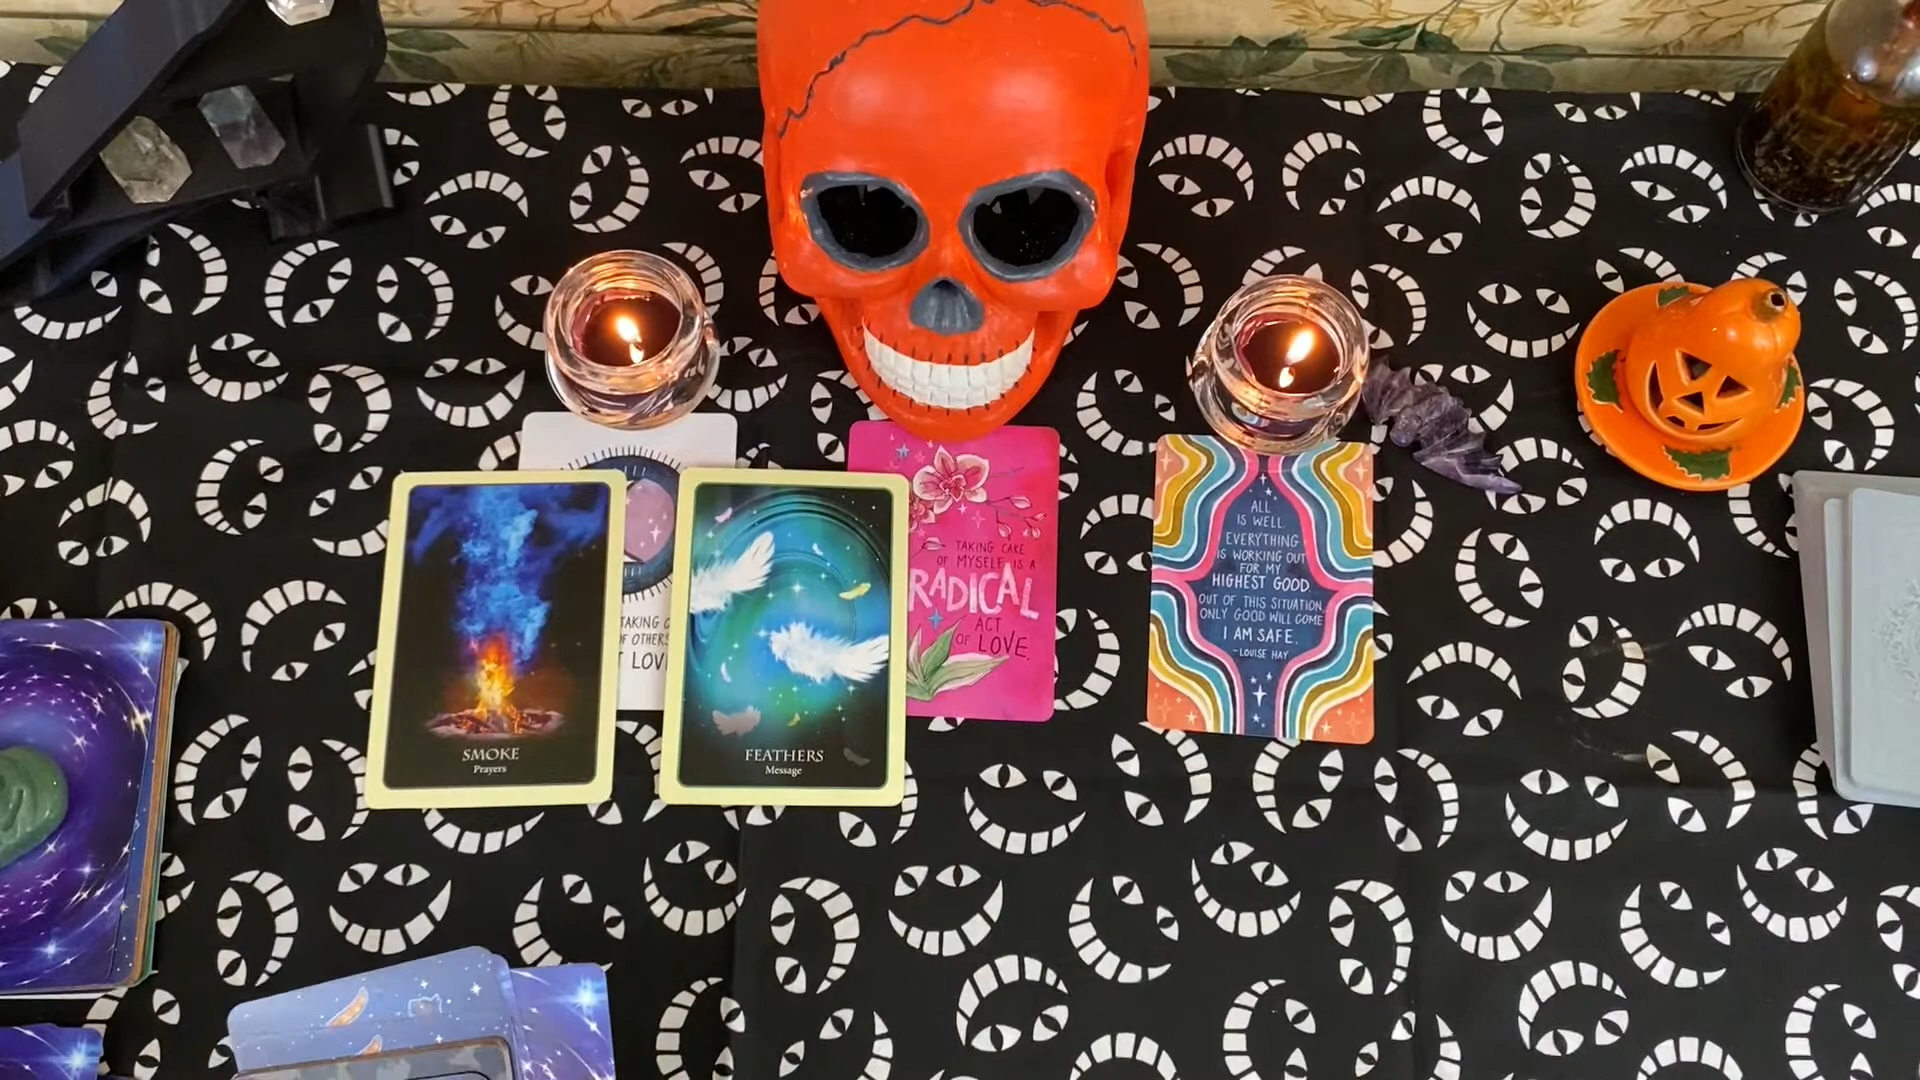 SMOKE
Prayers
TAKING
OF OTHERS
LOVE
FEATHERS
Message
TAKING CARE
OF MYSELF IS A
RADICAL
ACT
OF LOVE.
ALL
IS WELL.
EVERYTHING
IS WORKING OUT
FOR MY
HIGHEST GOOD.
OUT OF THIS SITUATION
ONLY GOOD WILL COME
I AM SAFE.
-LOUISE HAY